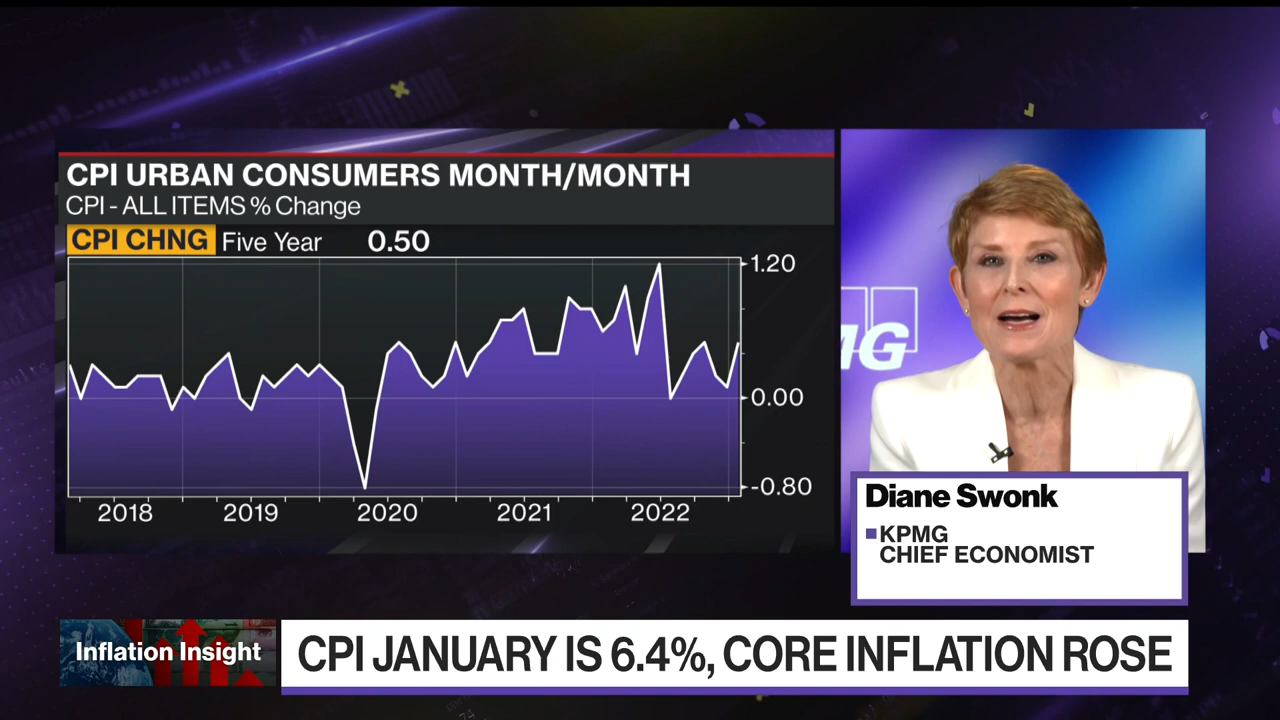 CPI URBAN CONSUMERS MONTH/MONTH
CPI - ALL ITEMS % Change
CPI CHNG Five Year 0.50
1.20
0.00
-0.80
2018 2019 2020 2021 2022
MG
Diane Swonk
KPMG
CHIEF ECONOMIST
Inflation Insight
CPI JANUARY IS 6.4%, CORE INFLATION ROSE